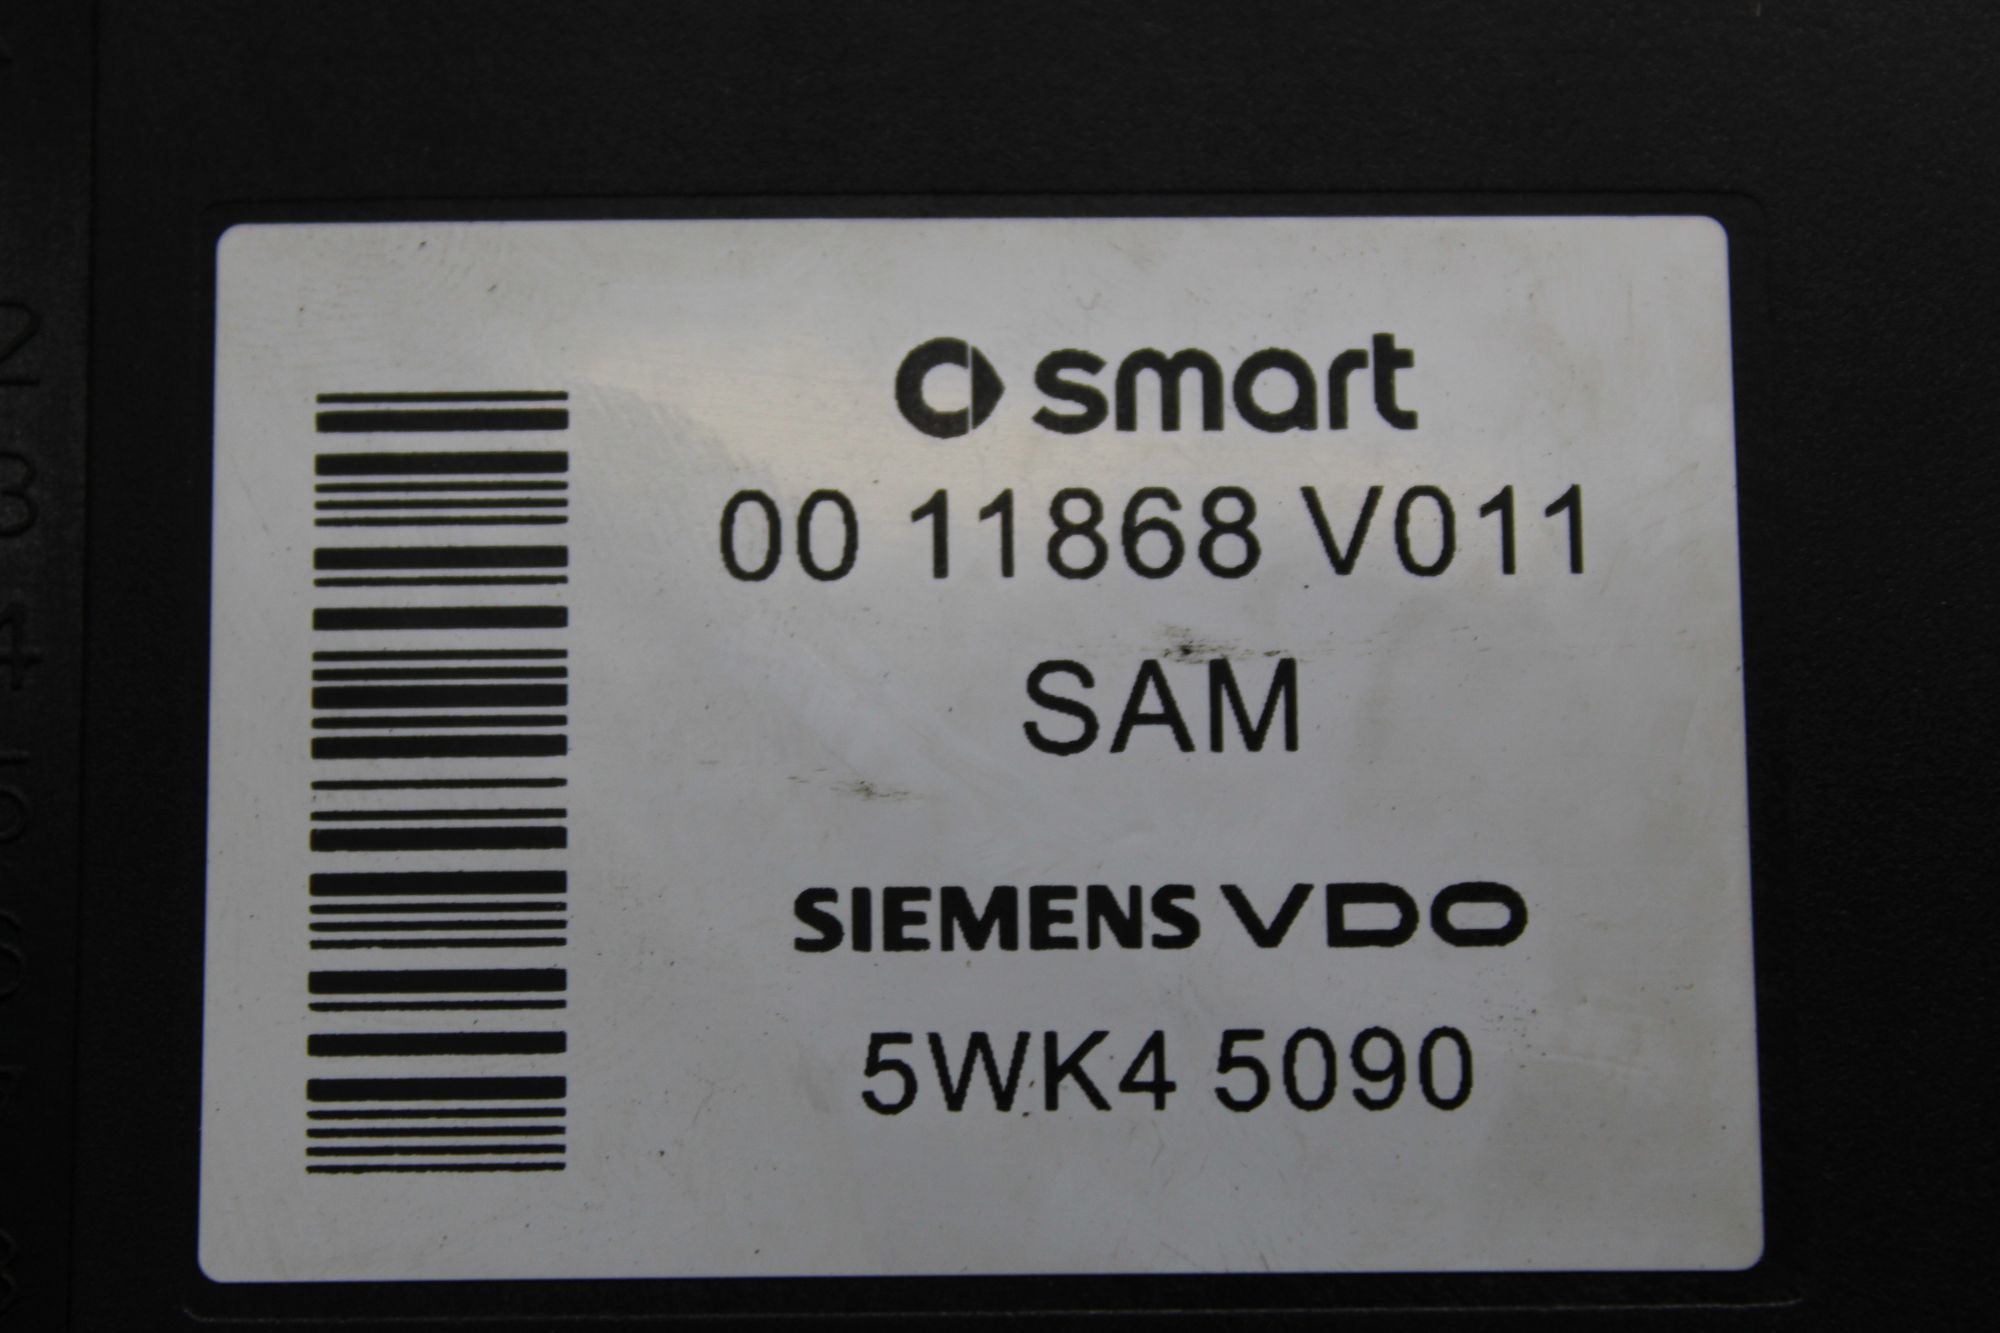 smart
00 11868 V011
SAM
SIEMENS VDO
5WK4 5090